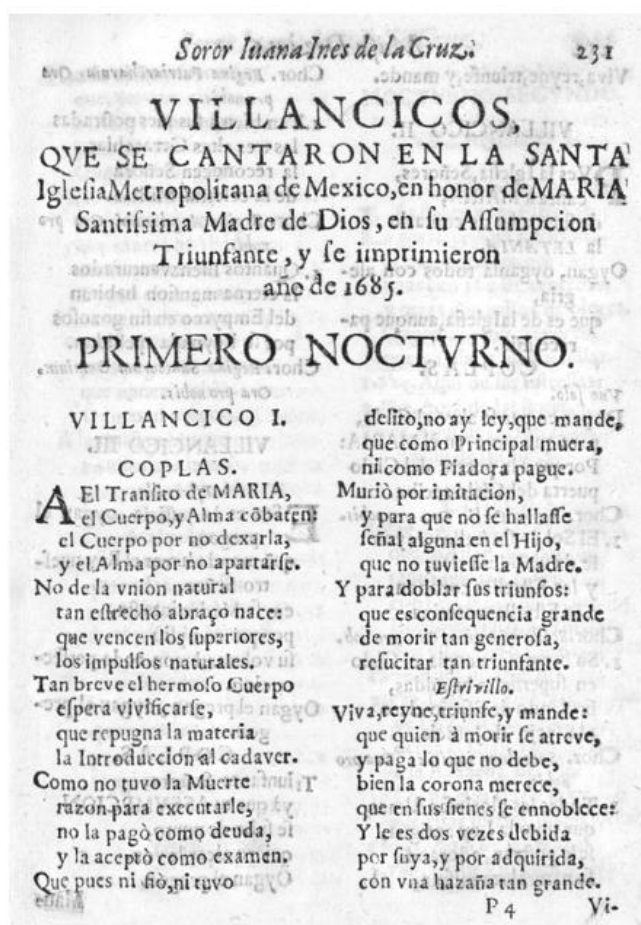 Soror Iuana Ines de la Cruz. 231
VILLANCICOS,
QVE SE CANTARON EN LA SANTA
Iglesia Metropolitana de Mexico, en honor de MARIA
Santissima Madre de Dios, en su Assumpcion
Triunfante, y se imprimieron
año de 1685.
PRIMERO NOCTVRNO.
VILLANCICO I.
COPLAS.
AEl Transito de MARIA,
el Cuerpo, y Alma cõbaten:
el Cuerpo por no dexarla,
y el Alma por no apartarse.
No de la vnion natural
tan estrecho abraço nace:
que vencen los superiores,
los impulsos naturales.
Tan breve el hermoso Cuerpo
espera vivificarse,
que repugna la materia
la Introduccion al cadaver.
Como no tuvo la Muerte
razon para executarle,
no la pagò como deuda,
y la aceptò como examen.
Que pues ni fiò, ni tuvo
delito, no ay ley, que mande,
que como Principal muera,
ni como Fiadora pague.
Muriò por imitacion,
y para que no se hallasse
señal alguna en el Hijo,
que no tuviesse la Madre.
Y para doblar sus triunfos:
que es consequencia grande
de morir tan generosa,
resucitar tan triunfante.
Estrivillo.
Viva, reyne, triunfe, y mande:
que quien à morir se atreve,
y paga lo que no debe,
bien la corona merece,
que en sus sienes se ennoblece:
Y le es dos vezes debida
por suya, y por adquirida,
con vna hazaña tan grande.
P 4 Vi-